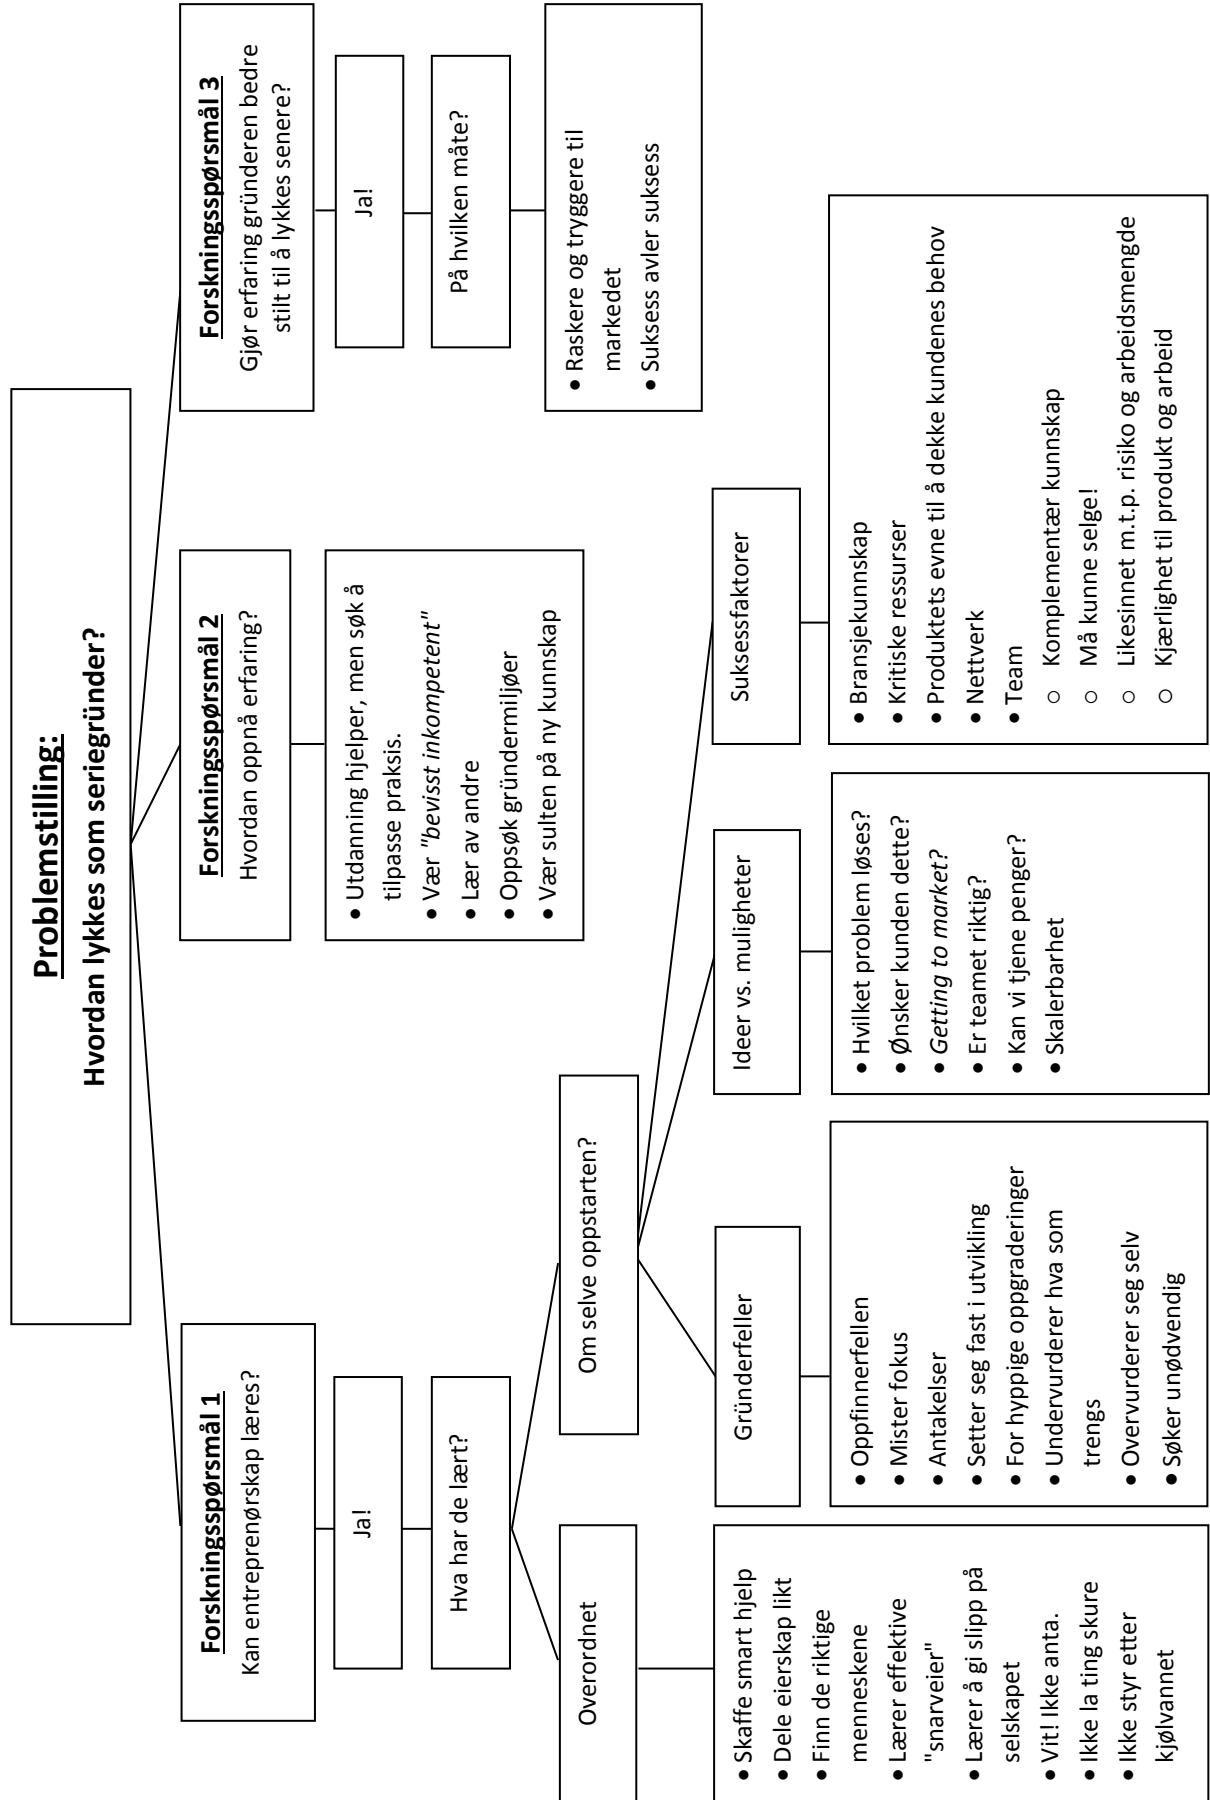 Problemstilling:
Hvordan lykkes som seriegründer?
Forskningsspørsmål 1
Kan entreprenørskap læres?
Ja!
Hva har de lært?
Overordnet
• Skaffe smart hjelp
• Dele eierskap likt
• Finn de riktige
menneskene
• Lærer effektive
"snarveier"
• Lærer å gi slipp på
selskapet
• Vit! Ikke anta.
• Ikke la ting skure
• Ikke styr etter
kjølvannet
Om selve oppstarten?
Gründerfeller
• Oppfinnerfellen
• Mister fokus
• Antakelser
• Setter seg fast i utvikling
• For hyppige oppgraderinger
• Undervurderer hva som
trengs
• Overvurderer seg selv
• Søker unødvendig
Ideer vs. muligheter
• Hvilket problem løses?
• Ønsker kunden dette?
• Getting to market?
• Er teamet riktig?
• Kan vi tjene penger?
• Skalerbarhet
Suksessfaktorer
• Bransjekunnskap
• Kritiske ressurser
• Produktets evne til å dekke kundenes behov
• Nettverk
• Team
o Komplementær kunnskap
o Må kunne selge!
o Likesinnet m.t.p. risiko og arbeidsmengde
o Kjærlighet til produkt og arbeid
Forskningsspørsmål 2
Hvordan oppnå erfaring?
• Utdanning hjelper, men søk å
tilpasse praksis.
• Vær "bevisst inkompetent"
• Lær av andre
• Oppsøk gründermiljøer
• Vær sulten på ny kunnskap
Forskningsspørsmål 3
Gjør erfaring gründeren bedre
stilt til å lykkes senere?
Ja!
På hvilken måte?
• Raskere og tryggere til
markedet
• Suksess avler suksess